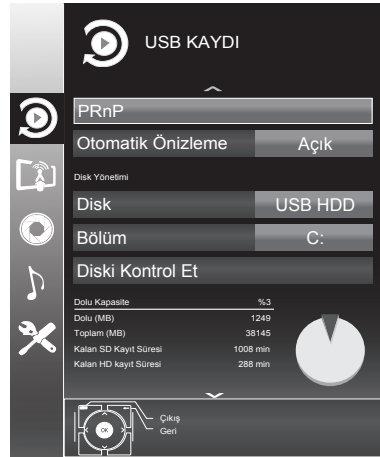 USB KAYDI
PRnP
Otomatik Önizleme Açık
Disk Yönetimi
Disk USB HDD
Bölüm C:
Diski Kontrol Et
Dolu Kapasite %3
Dolu (MB) 1249
Toplam (MB) 38145
Kalan SD Kayıt Süresi 1008 min
Kalan HD kayıt Süresi 288 min
Çıkış
OK
Geri